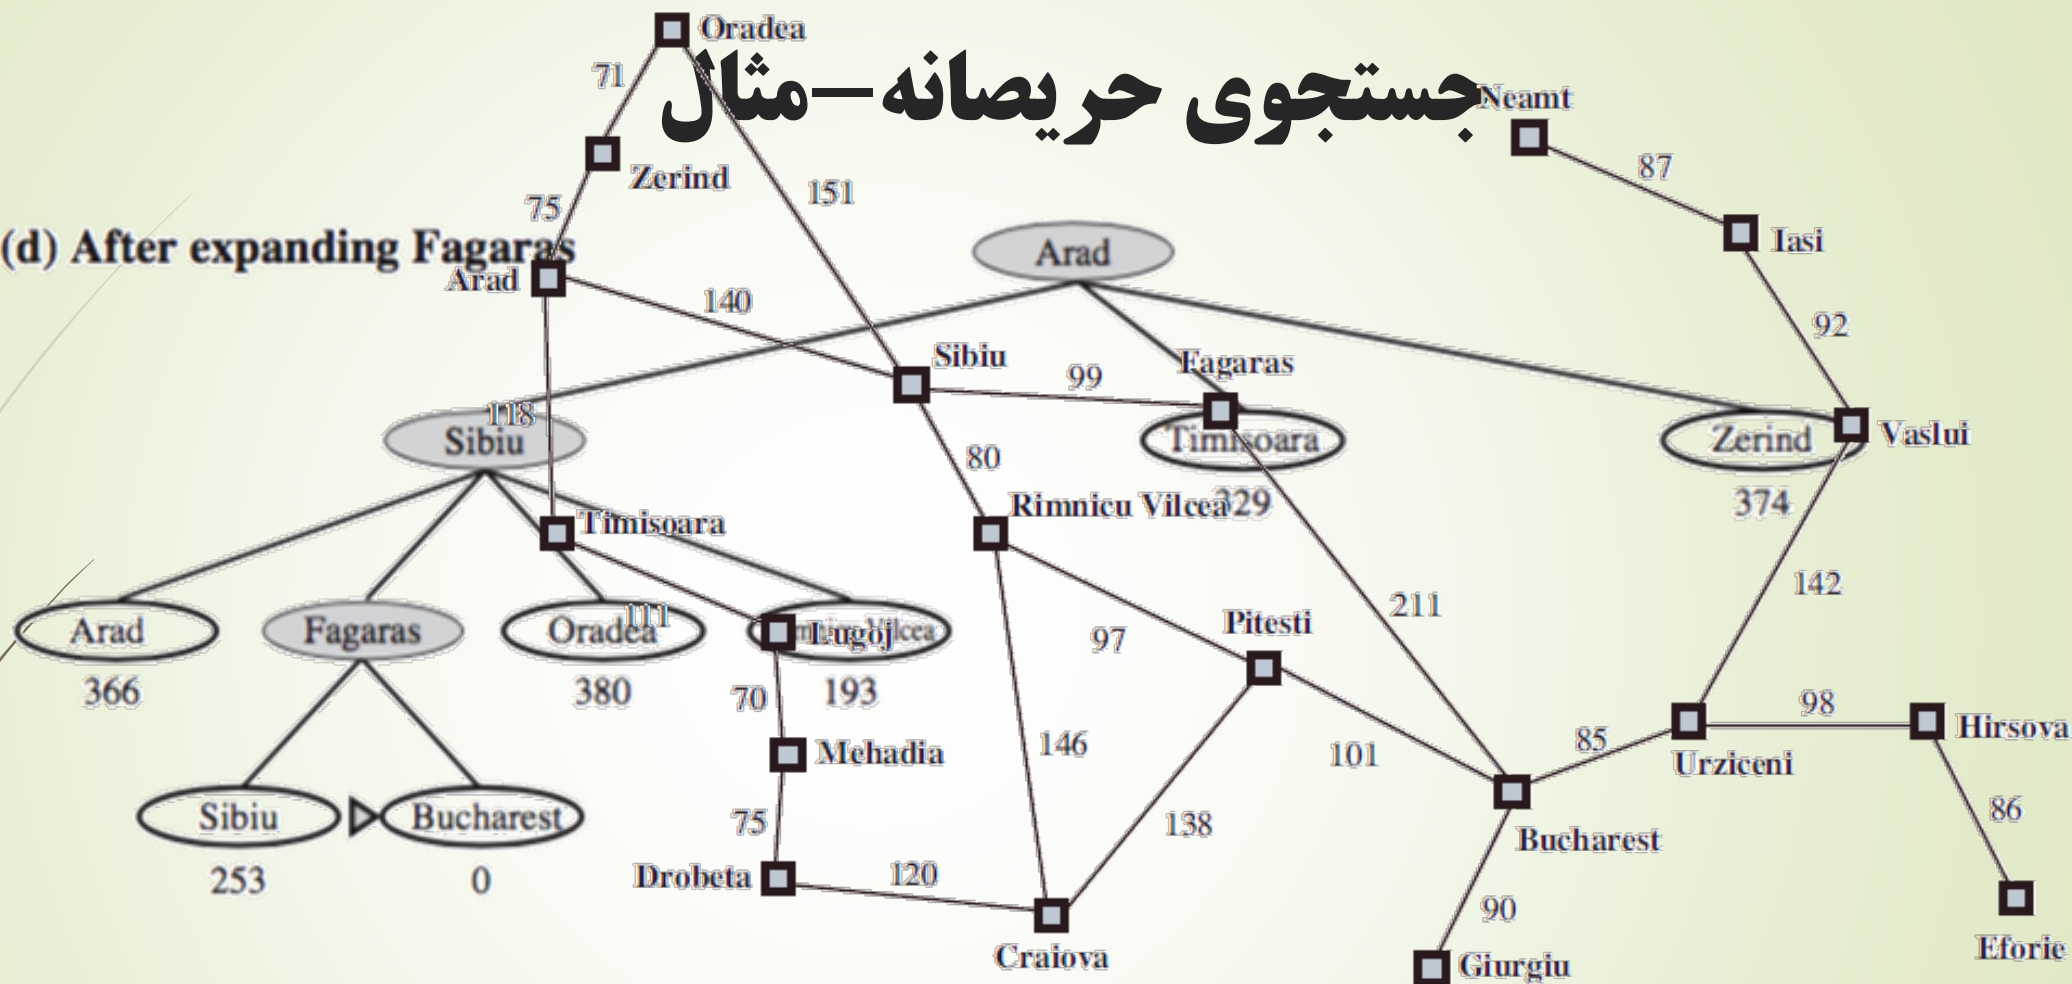 Oradea
71
جستجوی حریصانه-مثال
Neamt
87
Zerind
151
75
(d) After expanding Fagaras
Arad
Iasi
Arad
140
92
Sibiu
Fagaras
99
118
Sibiu
Timisoara
Zerind
Vaslui
80
Rimnicu Vilcea
329
374
Timisoara
142
111
211
Pitesti
Arad
Fagaras
Oradea
Lugoj
97
366
380
70
193
98
Hirsova
146
101
85
Mehadia
Urziceni
Sibiu
Bucharest
75
138
86
Bucharest
253
0
Drobeta
120
90
Craiova
Giurgiu
Eforie